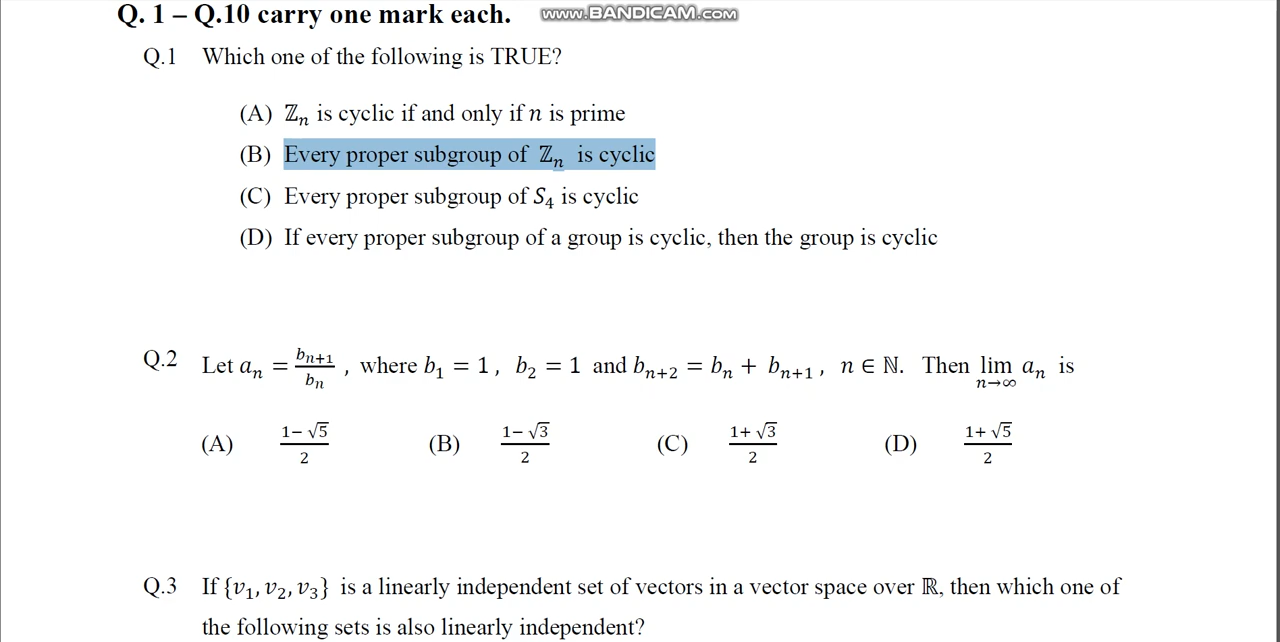 Q. 1 – Q.10 carry one mark each.
www.BANDICAM.com
Q.1 Which one of the following is TRUE?
(A) ℤₙ is cyclic if and only if n is prime
(B) Every proper subgroup of ℤₙ is cyclic
(C) Every proper subgroup of S₄ is cyclic
(D) If every proper subgroup of a group is cyclic, then the group is cyclic
Q.2 Let aₙ = bₙ₊₁/bₙ , where b₁ = 1, b₂ = 1 and bₙ₊₂ = bₙ + bₙ₊₁ , n ∈ ℕ. Then lim n→∞ aₙ is
(A) (1− √5)/2 (B) (1− √3)/2 (C) (1+ √3)/2 (D) (1+ √5)/2
Q.3 If {v₁, v₂, v₃} is a linearly independent set of vectors in a vector space over ℝ, then which one of
the following sets is also linearly independent?